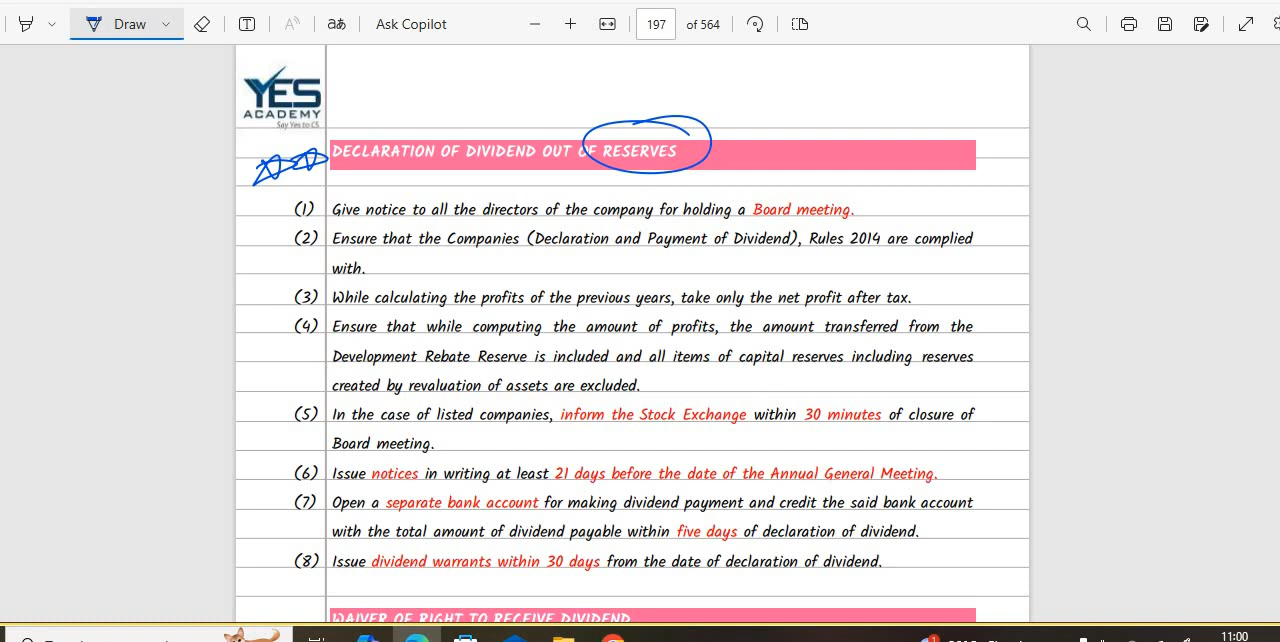 Draw
aあ
Ask Copilot
197 of 564
YES
ACADEMY
Say Yes to CS
DECLARATION OF DIVIDEND OUT OF RESERVES
(1) Give notice to all the directors of the company for holding a Board meeting.
(2) Ensure that the Companies (Declaration and Payment of Dividend), Rules 2014 are complied
with.
(3) While calculating the profits of the previous years, take only the net profit after tax.
(4) Ensure that while computing the amount of profits, the amount transferred from the
Development Rebate Reserve is included and all items of capital reserves including reserves
created by revaluation of assets are excluded.
(5) In the case of listed companies, inform the Stock Exchange within 30 minutes of closure of
Board meeting.
(6) Issue notices in writing at least 21 days before the date of the Annual General Meeting.
(7) Open a separate bank account for making dividend payment and credit the said bank account
with the total amount of dividend payable within five days of declaration of dividend.
(8) Issue dividend warrants within 30 days from the date of declaration of dividend.
WAIVER OF RIGHT TO RECEIVE DIVIDEND
11:00